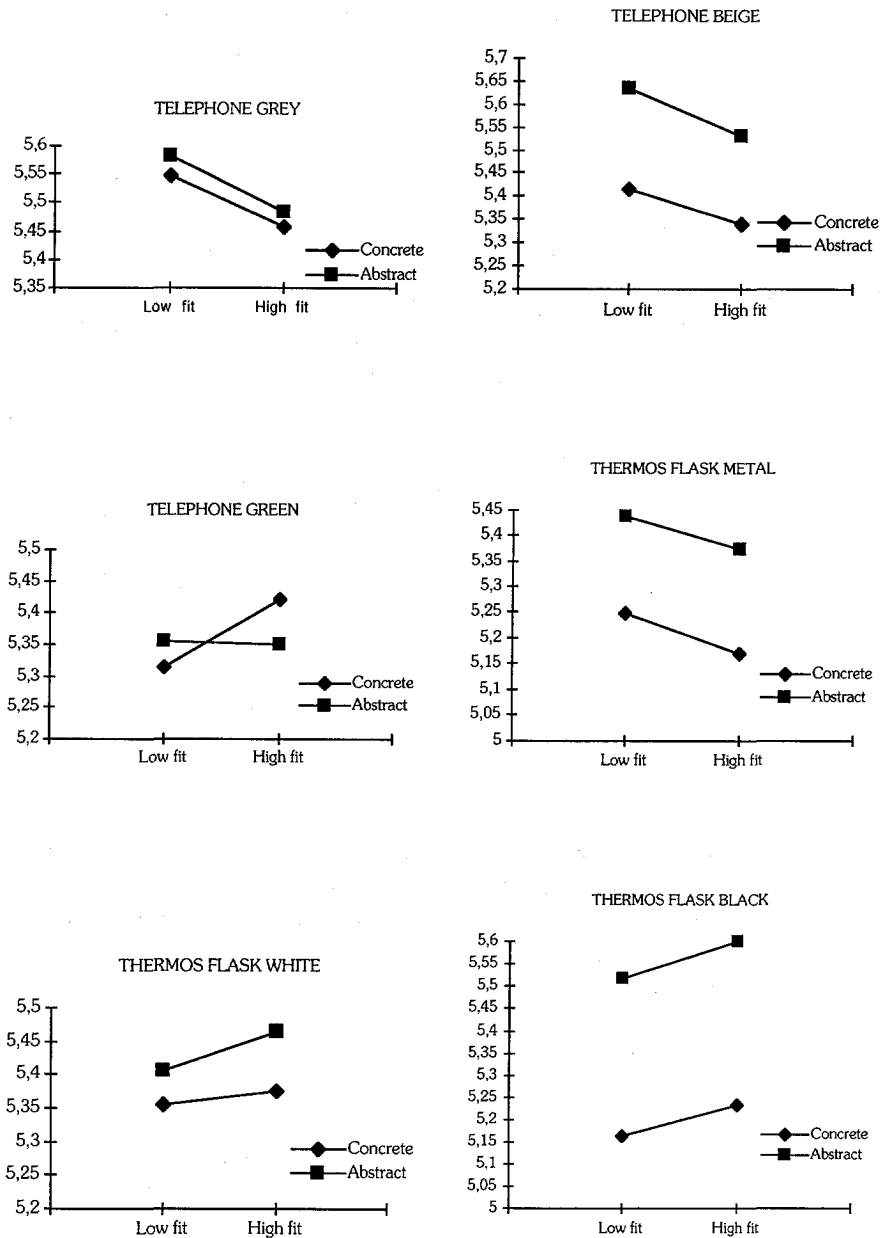 TELEPHONE GREY
5,6
5,55
5,5
5,45
5,4
5,35
Low fit
High fit
Concrete
Abstract
TELEPHONE BEIGE
5,7
5,65
5,6
5,55
5,5
5,45
5,4
5,35
5,3
5,25
5,2
Low fit
High fit
Concrete
Abstract
TELEPHONE GREEN
5,5
5,45
5,4
5,35
5,3
5,25
5,2
Low fit
High fit
Concrete
Abstract
THERMOS FLASK METAL
5,45
5,4
5,35
5,3
5,25
5,2
5,15
5,1
5,05
5
Low fit
High fit
Concrete
Abstract
THERMOS FLASK WHITE
5,5
5,45
5,4
5,35
5,3
5,25
5,2
Low fit
High fit
Concrete
Abstract
THERMOS FLASK BLACK
5,6
5,55
5,5
5,45
5,4
5,35
5,3
5,25
5,2
5,15
5,1
5,05
5
Low fit
High fit
Concrete
Abstract